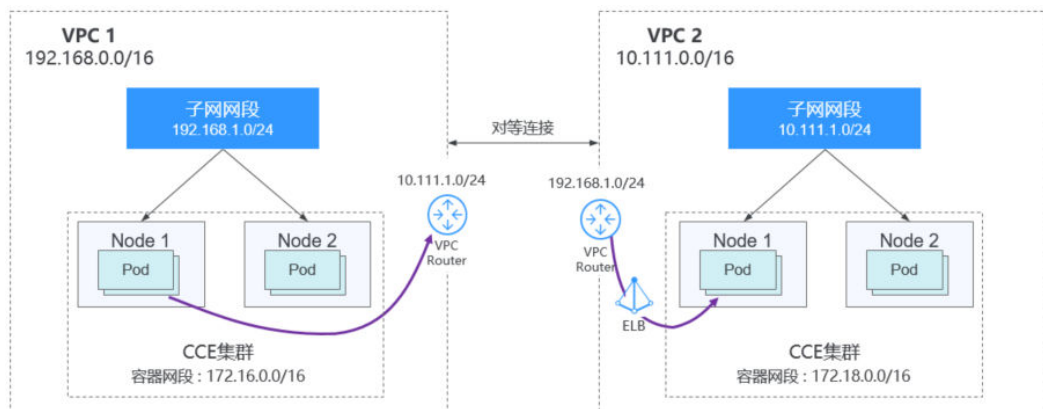 VPC 1
192.168.0.0/16
子网网段
192.168.1.0/24
Node 1
Pod
Node 2
Pod
CCE集群
容器网段：172.16.0.0/16
10.111.1.0/24
VPC
Router
对等连接
192.168.1.0/24
VPC
Router
ELB
VPC 2
10.111.0.0/16
子网网段
10.111.1.0/24
Node 1
Pod
Node 2
Pod
CCE集群
容器网段：172.18.0.0/16